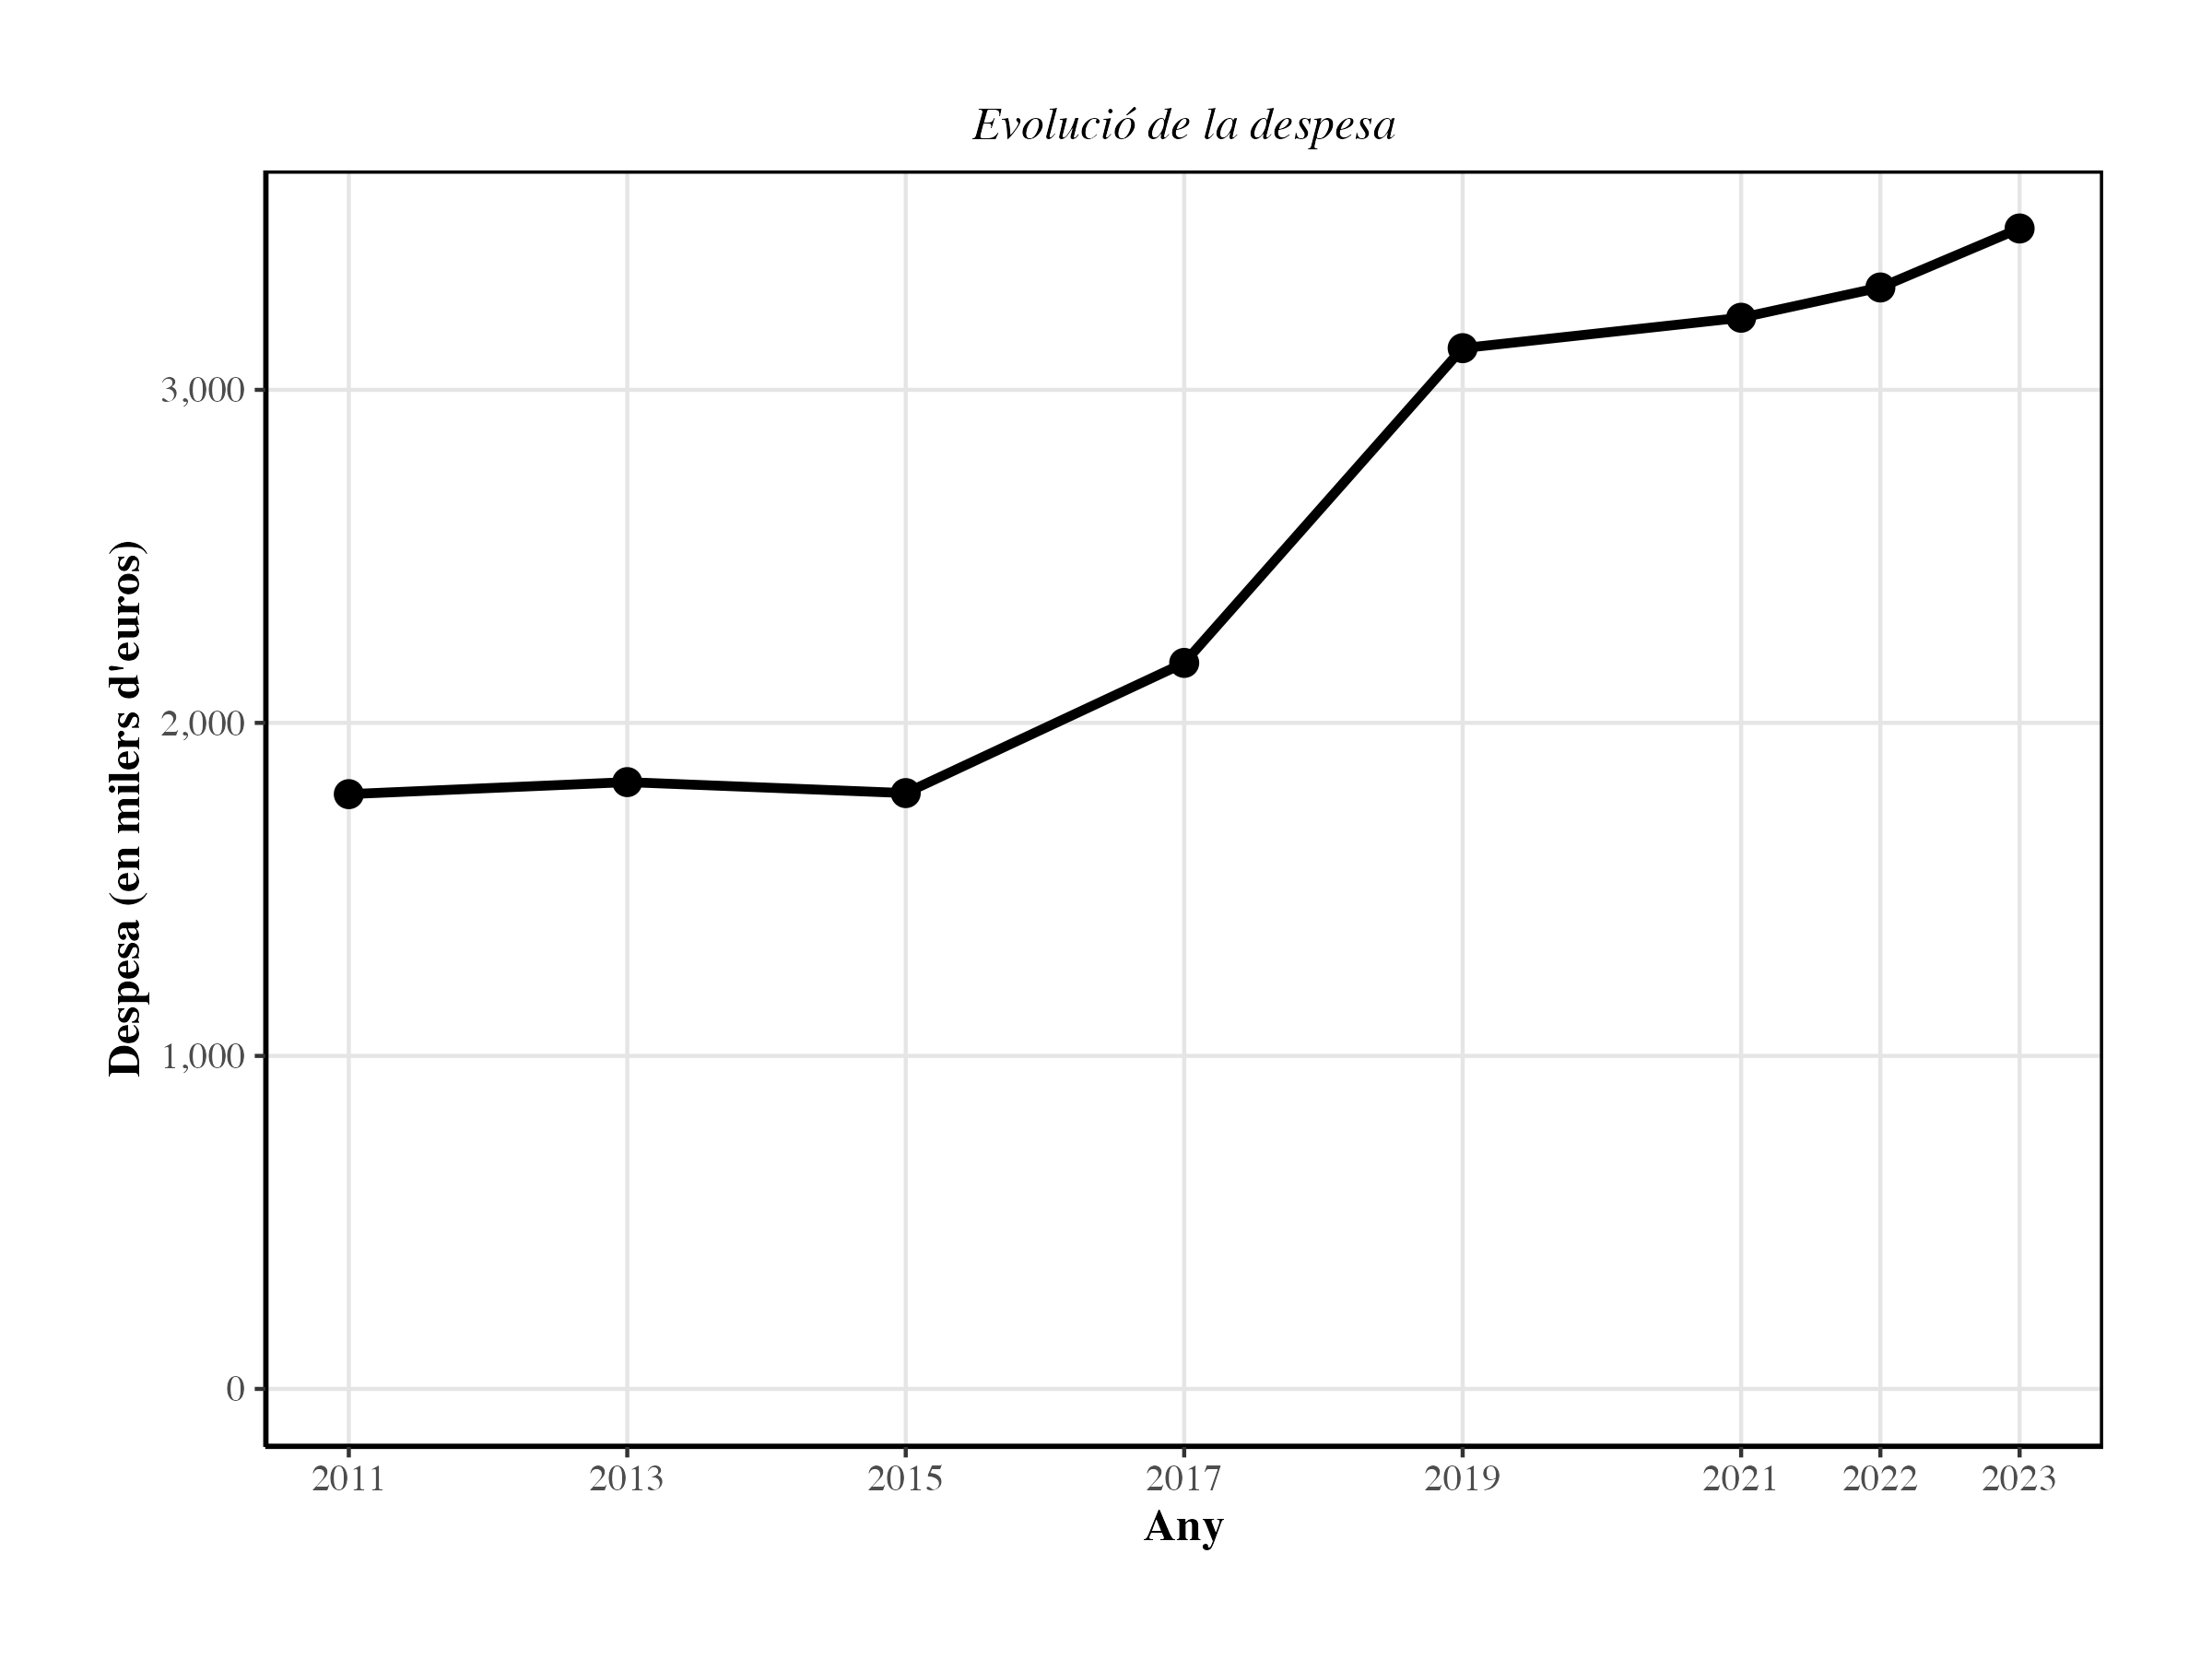 Evolució de la despesa
Despesa (en milers d'euros)
3,000
2,000
1,000
0
2011 2013 2015 2017 2019 2021 2022 2023
Any